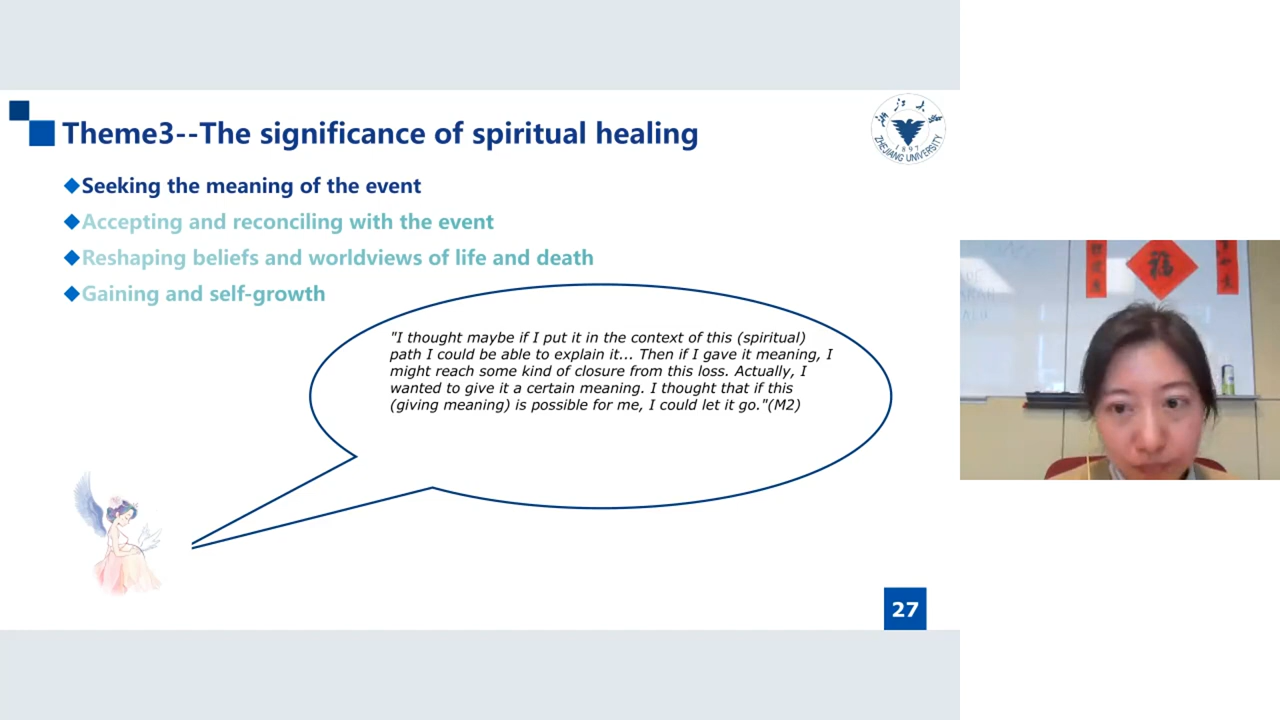 Theme3--The significance of spiritual healing
Seeking the meaning of the event
Accepting and reconciling with the event
Reshaping beliefs and worldviews of life and death
Gaining and self-growth
"I thought maybe if I put it in the context of this (spiritual)
path I could be able to explain it... Then if I gave it meaning, I
might reach some kind of closure from this loss. Actually, I
wanted to give it a certain meaning. I thought that if this
(giving meaning) is possible for me, I could let it go."(M2)
27
1897
ZHEJIANG UNIVERSITY
福